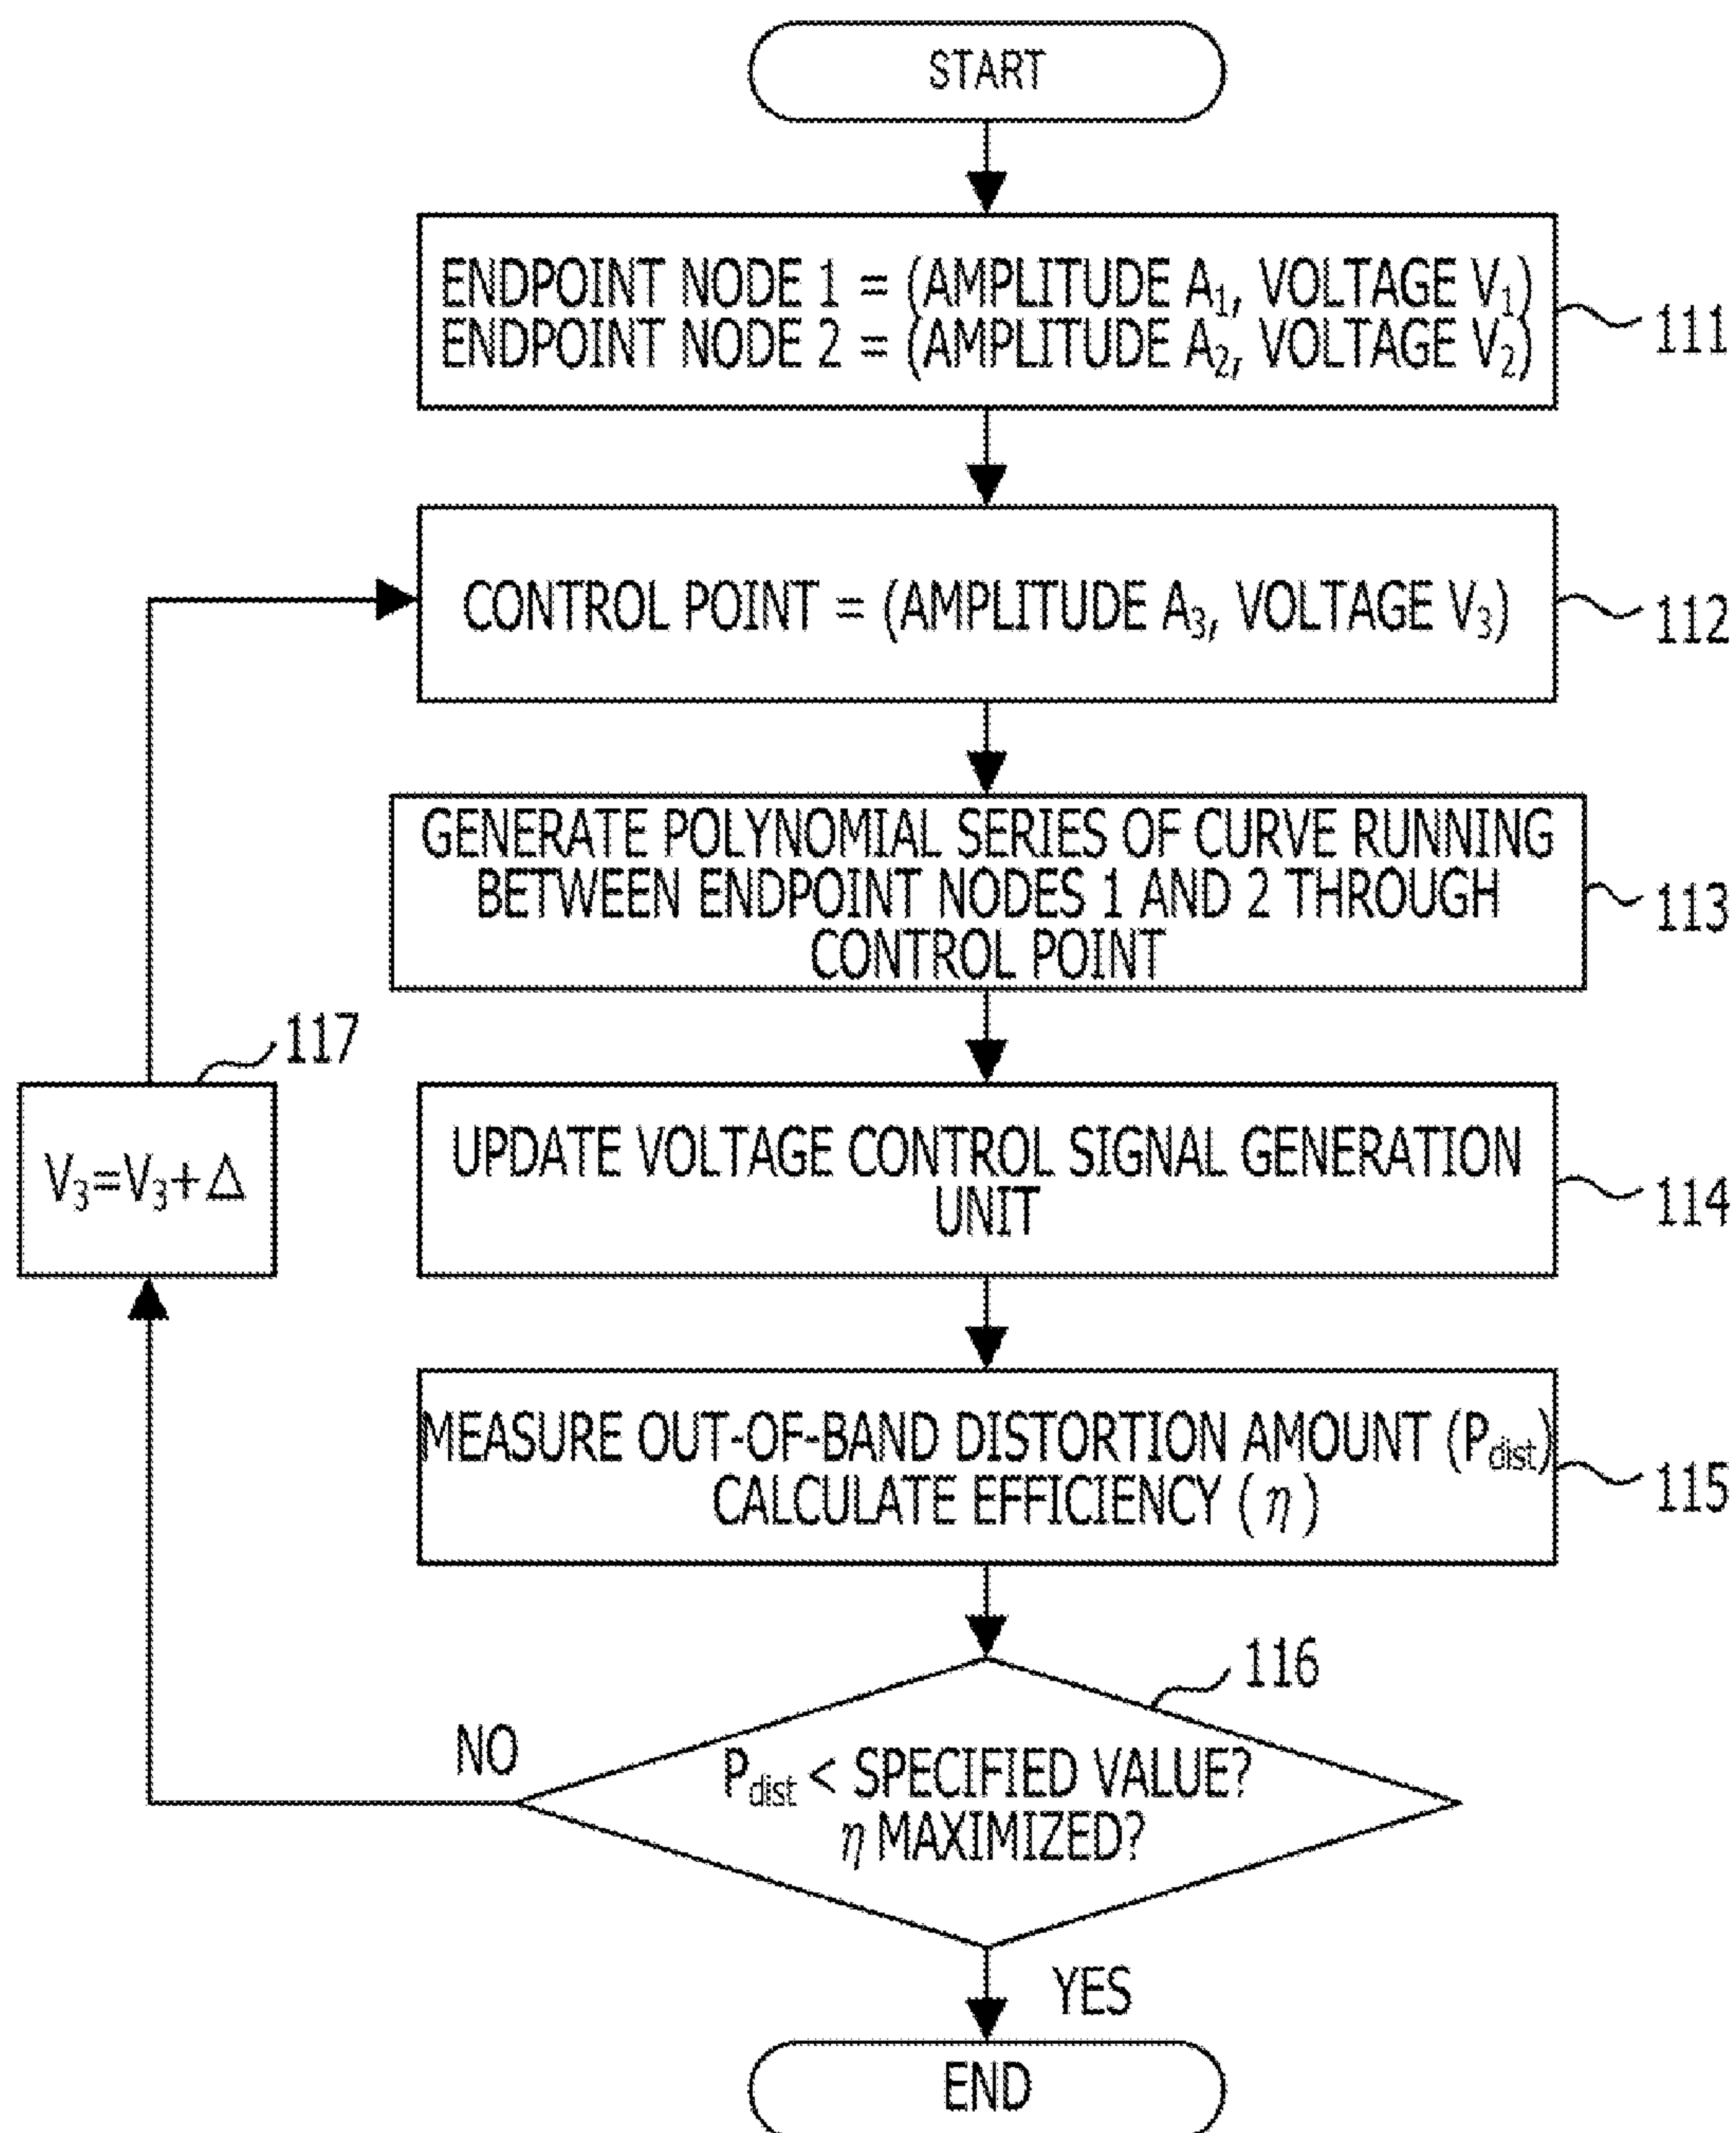 START
ENDPOINT NODE 1 = (AMPLITUDE A₁, VOLTAGE V₁)
ENDPOINT NODE 2 = (AMPLITUDE A₂, VOLTAGE V₂)
111
CONTROL POINT = (AMPLITUDE A₃, VOLTAGE V₃)
112
GENERATE POLYNOMIAL SERIES OF CURVE RUNNING
BETWEEN ENDPOINT NODES 1 AND 2 THROUGH
CONTROL POINT
113
117
V₃=V₃+Δ
UPDATE VOLTAGE CONTROL SIGNAL GENERATION
UNIT
114
MEASURE OUT-OF-BAND DISTORTION AMOUNT (Pdist)
CALCULATE EFFICIENCY (η)
115
116
NO
Pdist < SPECIFIED VALUE?
η MAXIMIZED?
YES
END